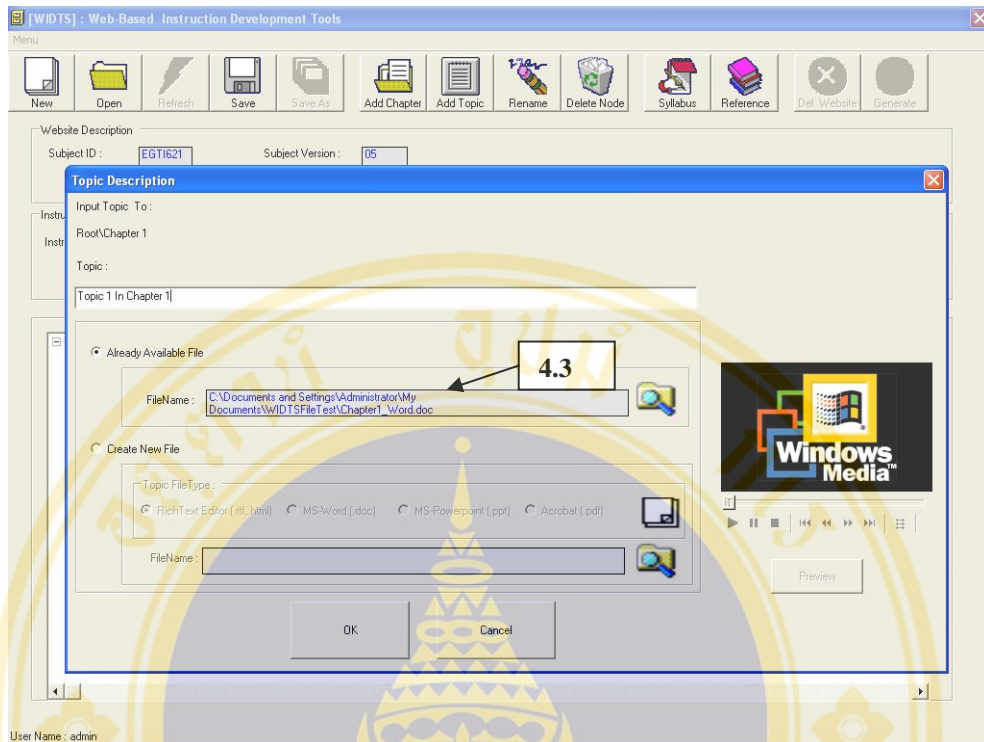 [WIDTS] : Web-Based Instruction Development Tools
Menu
New Open Refresh Save Save As Add Chapter Add Topic Rename Delete Node Syllabus Reference Del Website Generate
Website Description
Subject ID : EGTI621 Subject Version : 05
Topic Description
Input Topic To :
Root\Chapter 1
Topic :
Topic 1 In Chapter 1
Already Available File
4.3
FileName : C:\Documents and Settings\Administrator\My
Documents\WIDTSFileTest\Chapter1_Word.doc
Create New File
Topic FileType :
RichText Editor (.rtf,.html) MS-Word (.doc) MS-Powerpoint (.ppt) Acrobat (.pdf)
FileName :
Windows
Media™
Preview
OK Cancel
User Name : admin